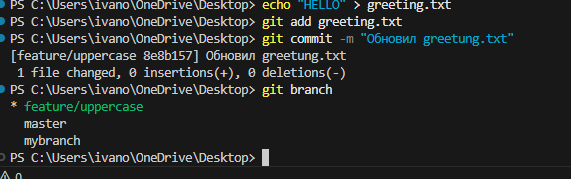 PS C:\Users\ivano\OneDrive\Desktop> echo "HELLO" > greeting.txt
PS C:\Users\ivano\OneDrive\Desktop> git add greeting.txt
PS C:\Users\ivano\OneDrive\Desktop> git commit -m "Обновил greetung.txt"
[feature/uppercase 8e8b157] Обновил greetung.txt
1 file changed, 0 insertions(+), 0 deletions(-)
PS C:\Users\ivano\OneDrive\Desktop> git branch
* feature/uppercase
master
mybranch
PS C:\Users\ivano\OneDrive\Desktop>
0